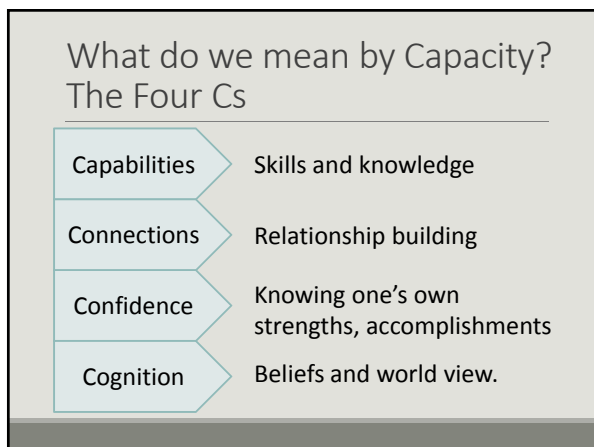 What do we mean by Capacity?
The Four Cs
Capabilities
Skills and knowledge
Connections
Relationship building
Confidence
Knowing one’s own
strengths, accomplishments
Cognition
Beliefs and world view.